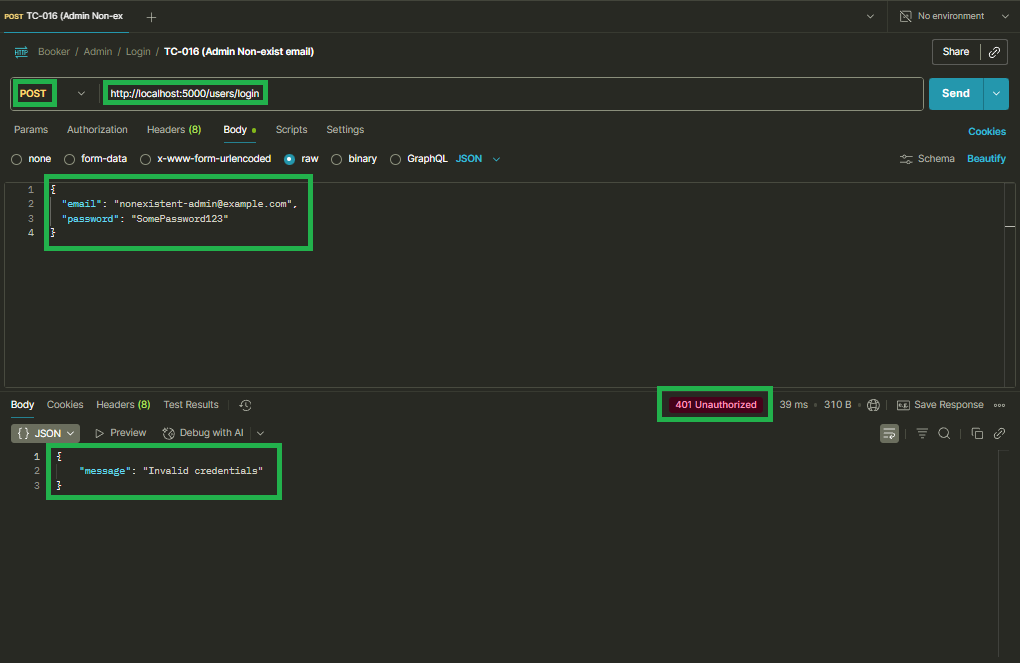 POST TC-016 (Admin Non-ex
No environment
Booker / Admin / Login / TC-016 (Admin Non-exist email)
Share
POST
http://localhost:5000/users/login
Send
Params Authorization Headers (8) Body Scripts Settings
Cookies
none form-data x-www-form-urlencoded raw binary GraphQL JSON
Schema Beautify
1 {
2 "email": "nonexistent-admin@example.com",
3 "password": "SomePassword123"
4 }
Body Cookies Headers (8) Test Results
401 Unauthorized 39 ms 310 B Save Response
{ } JSON Preview Debug with AI
1 {
2 "message": "Invalid credentials"
3 }